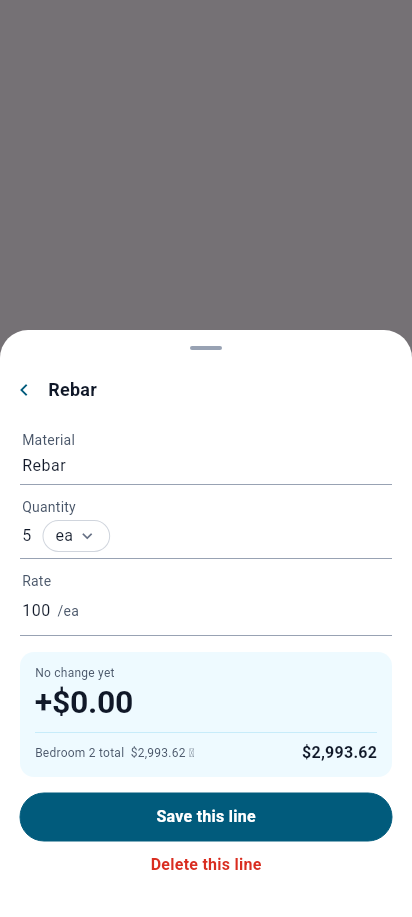 Rebar
Material
Rebar
Quantity
5 ea
Rate
100 /ea
No change yet
+$0.00
Bedroom 2 total $2,993.62 $2,993.62
Save this line
Delete this line